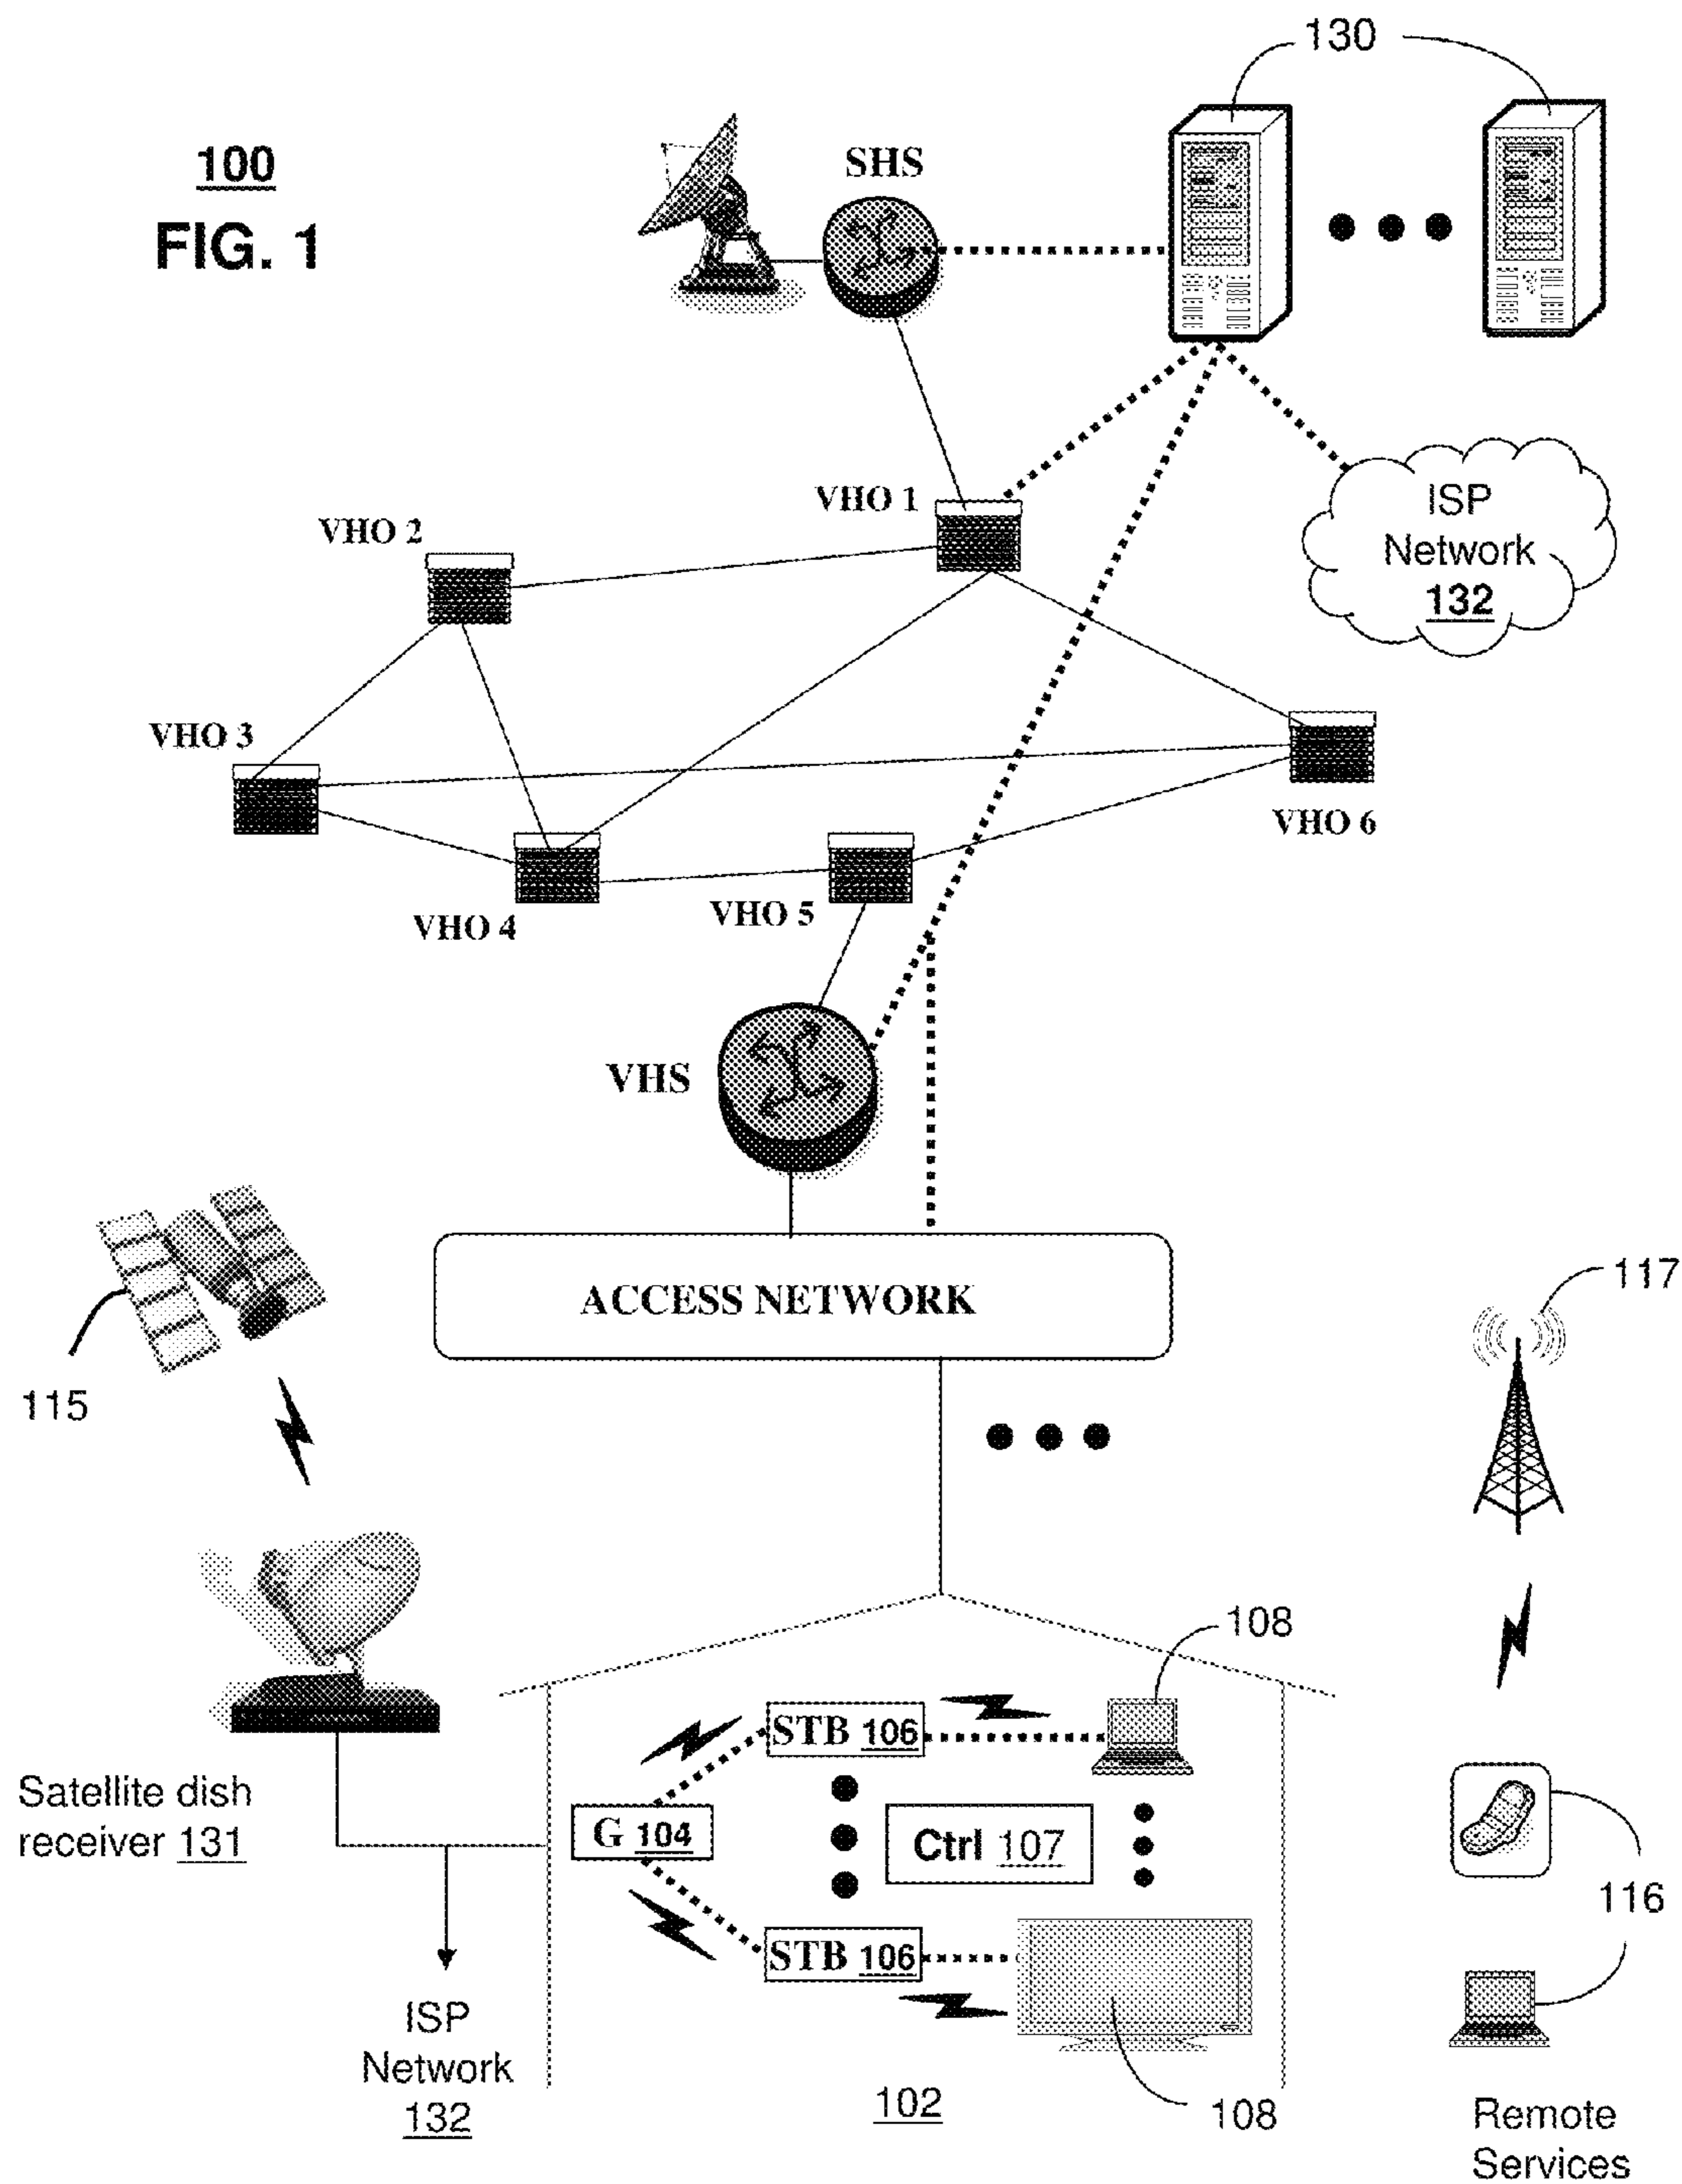 130
100
FIG. 1
SHS
ISP
Network
132
VHO 1
VHO 2
VHO 3
VHO 6
VHO 4
VHO 5
VHS
ACCESS NETWORK
117
115
108
STB 106
Satellite dish
receiver 131
G 104
Ctrl 107
116
STB 106
ISP
Network
132
102
108
Remote
Services